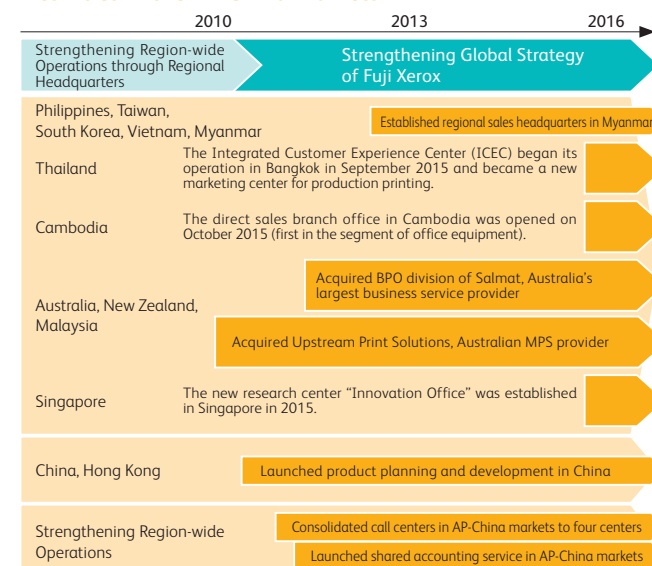 2010 2013 2016
Strengthening Region-wide
Operations through Regional
Headquarters
Strengthening Global Strategy
of Fuji Xerox
Philippines, Taiwan,
South Korea, Vietnam, Myanmar
Established regional sales headquarters in Myanmar
Thailand
The Integrated Customer Experience Center (ICEC) began its
operation in Bangkok in September 2015 and became a new
marketing center for production printing.
Cambodia
The direct sales branch office in Cambodia was opened on
October 2015 (first in the segment of office equipment).
Australia, New Zealand,
Malaysia
Acquired BPO division of Salmat, Australia's
largest business service provider
Acquired Upstream Print Solutions, Australian MPS provider
Singapore
The new research center “Innovation Office” was established
in Singapore in 2015.
China, Hong Kong
Launched product planning and development in China
Strengthening Region-wide
Operations
Consolidated call centers in AP-China markets to four centers
Launched shared accounting service in AP-China markets